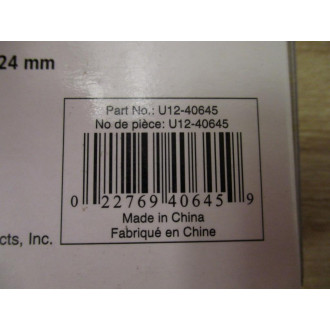 24 mm
Part No.: U12-40645
No de pièce: U12-40645
0 22769 40645 9
Made in China
Fabriqué en Chine
cts, Inc.